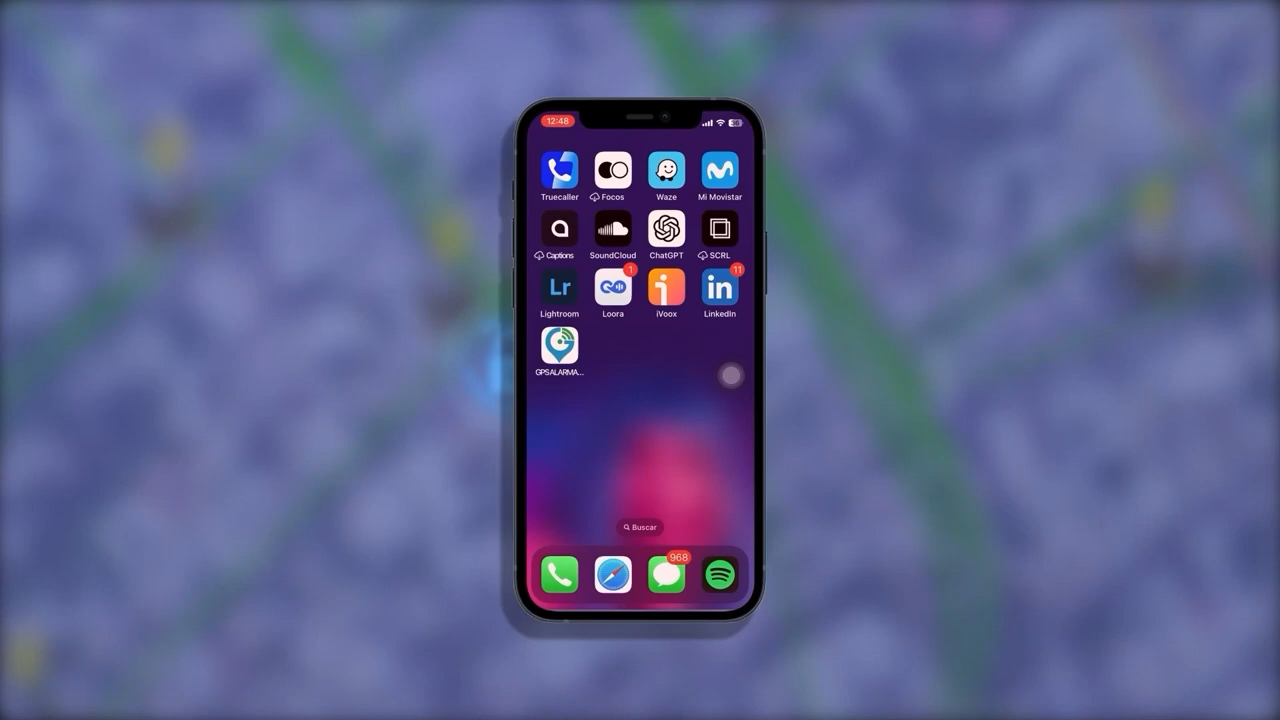 12:48
Truecaller Focos Waze Mi Movistar
Captions SoundCloud ChatGPT SCRL
Lr 1 i 11 in
Lightroom Loora iVoox LinkedIn
GPSALARMA...
Buscar
968